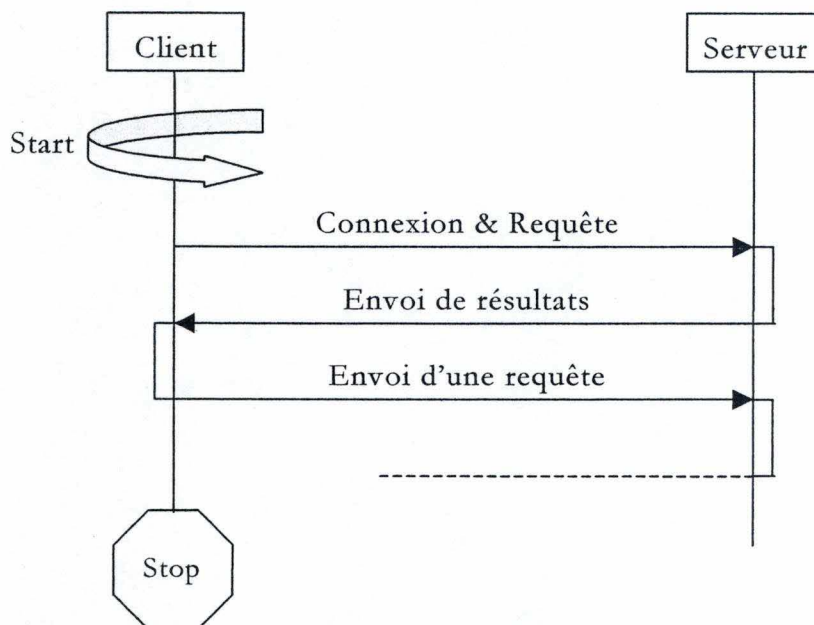 Client
Serveur
Start
Connexion & Requête
Envoi de résultats
Envoi d'une requête
Stop